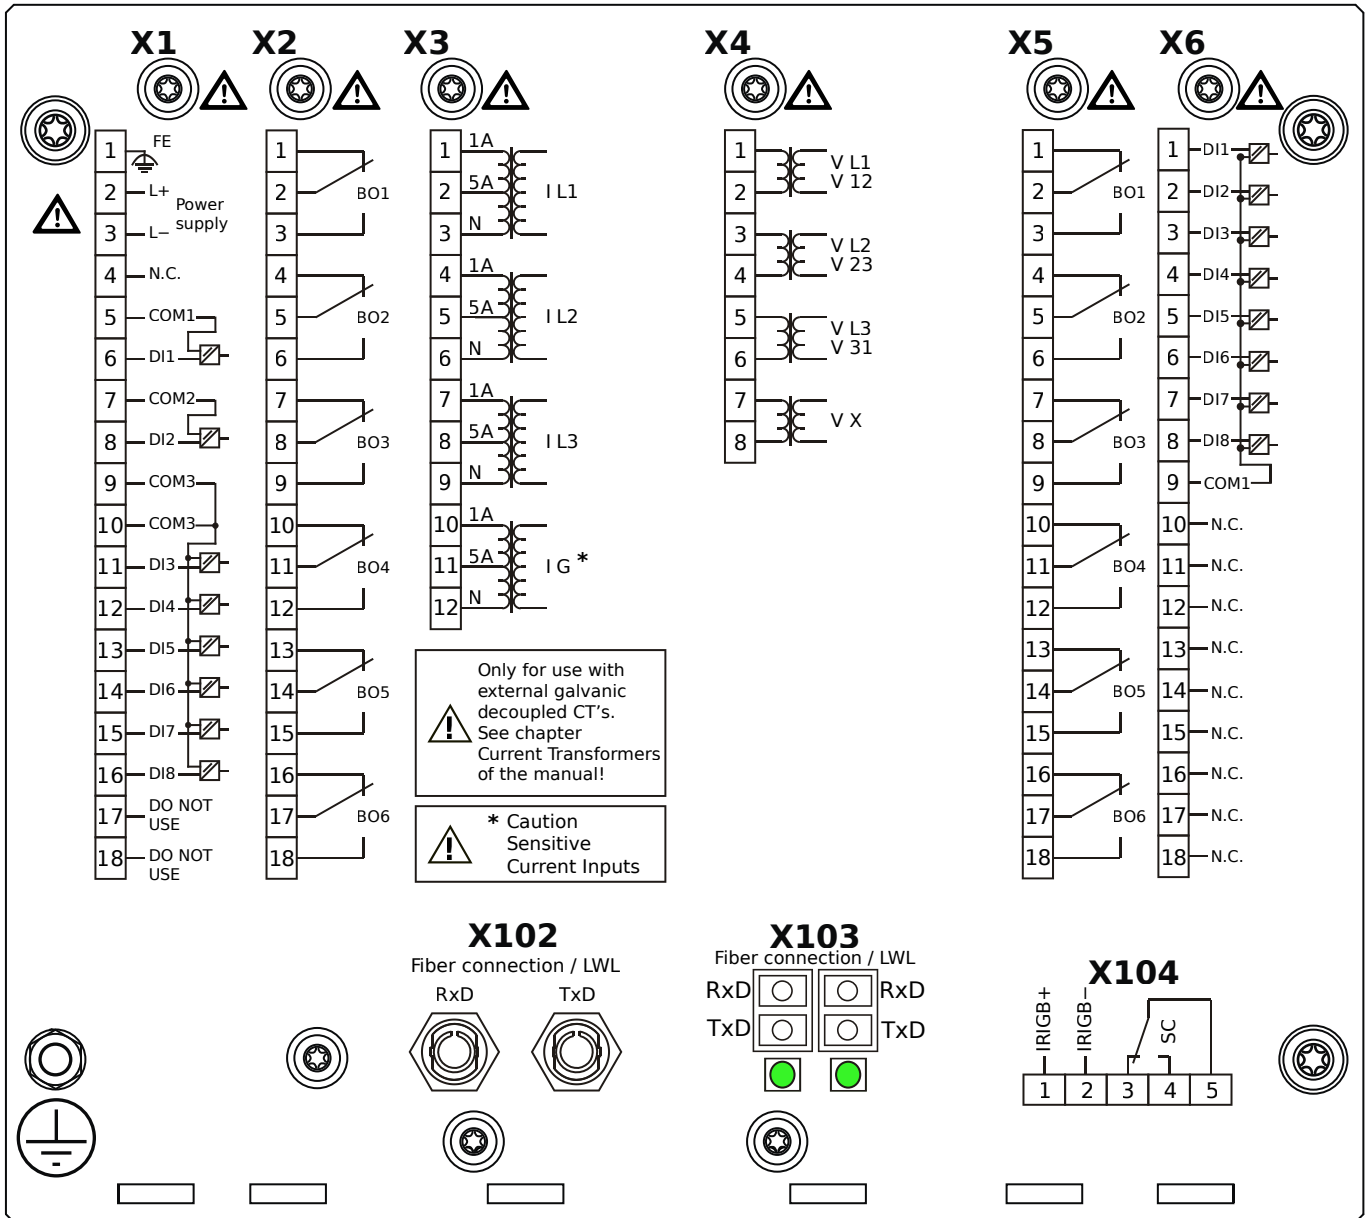 X1
X2
X3
X4
X5
X6
1 FE
2 L+
Power
supply
3 L−
4 N.C.
5 COM1
6 DI1
7 COM2
8 DI2
9 COM3
10 COM3
11 DI3
12 DI4
13 DI5
14 DI6
15 DI7
16 DI8
17 DO NOT
USE
18 DO NOT
USE
1
2 BO1
3
4
5 BO2
6
7
8 BO3
9
10
11 BO4
12
13
14 BO5
15
16
17 BO6
18
1 1A
2 5A I L1
3 N
4 1A
5 5A I L2
6 N
7 1A
8 5A I L3
9 N
10 1A
11 5A I G *
12 N
Only for use with
external galvanic
decoupled CT's.
See chapter
Current Transformers
of the manual!
* Caution
Sensitive
Current Inputs
1 V L1
2 V 12
3 V L2
4 V 23
5 V L3
6 V 31
7 V X
8
1
2 BO1
3
4
5 BO2
6
7
8 BO3
9
10
11 BO4
12
13
14 BO5
15
16
17 BO6
18
1 DI1
2 DI2
3 DI3
4 DI4
5 DI5
6 DI6
7 DI7
8 DI8
9 COM1
10 N.C.
11 N.C.
12 N.C.
13 N.C.
14 N.C.
15 N.C.
16 N.C.
17 N.C.
18 N.C.
X102
Fiber connection / LWL
RxD TxD
X103
Fiber connection / LWL
RxD RxD
TxD TxD
X104
IRIGB+
IRIGB−
SC
1 2 3 4 5